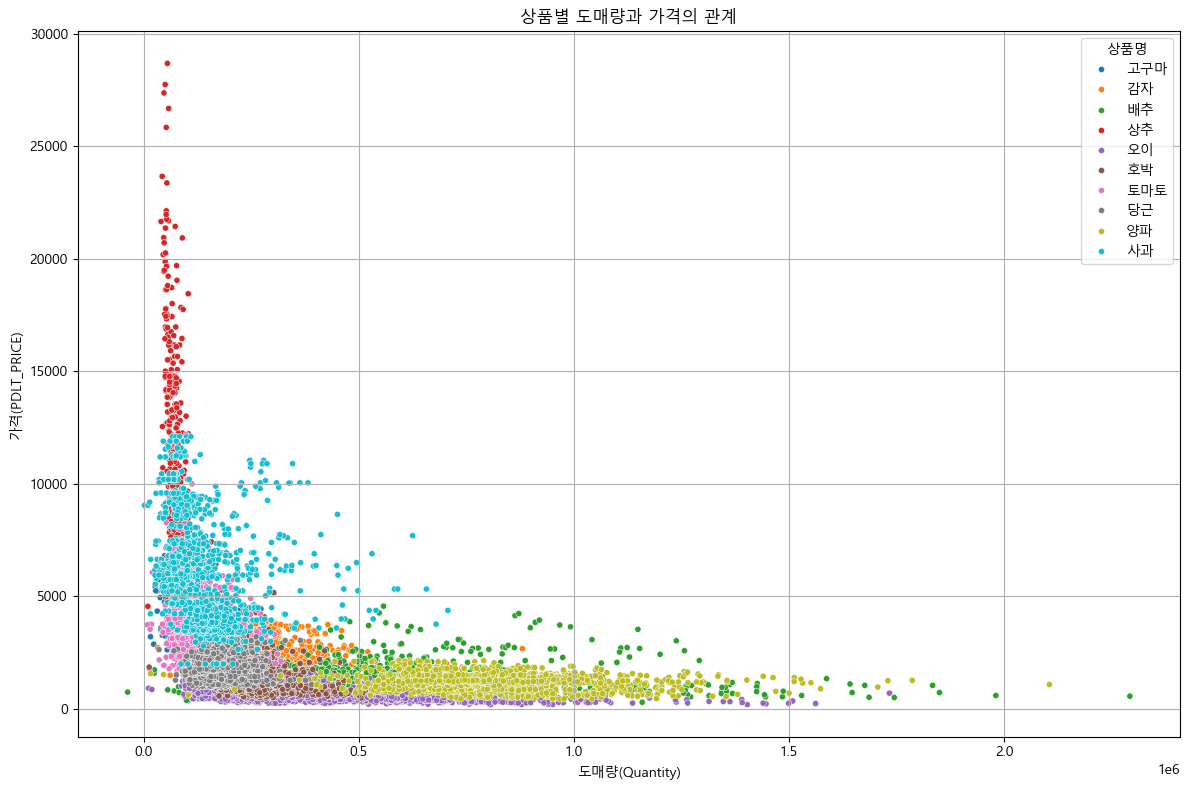 상품별 도매량과 가격의 관계
가격(PDLT_PRICE)
30000
25000
20000
15000
10000
5000
0
상품명
고구마
감자
배추
상추
오이
호박
토마토
당근
양파
사과
0.0
0.5
1.0
1.5
2.0
1e6
도매량(Quantity)